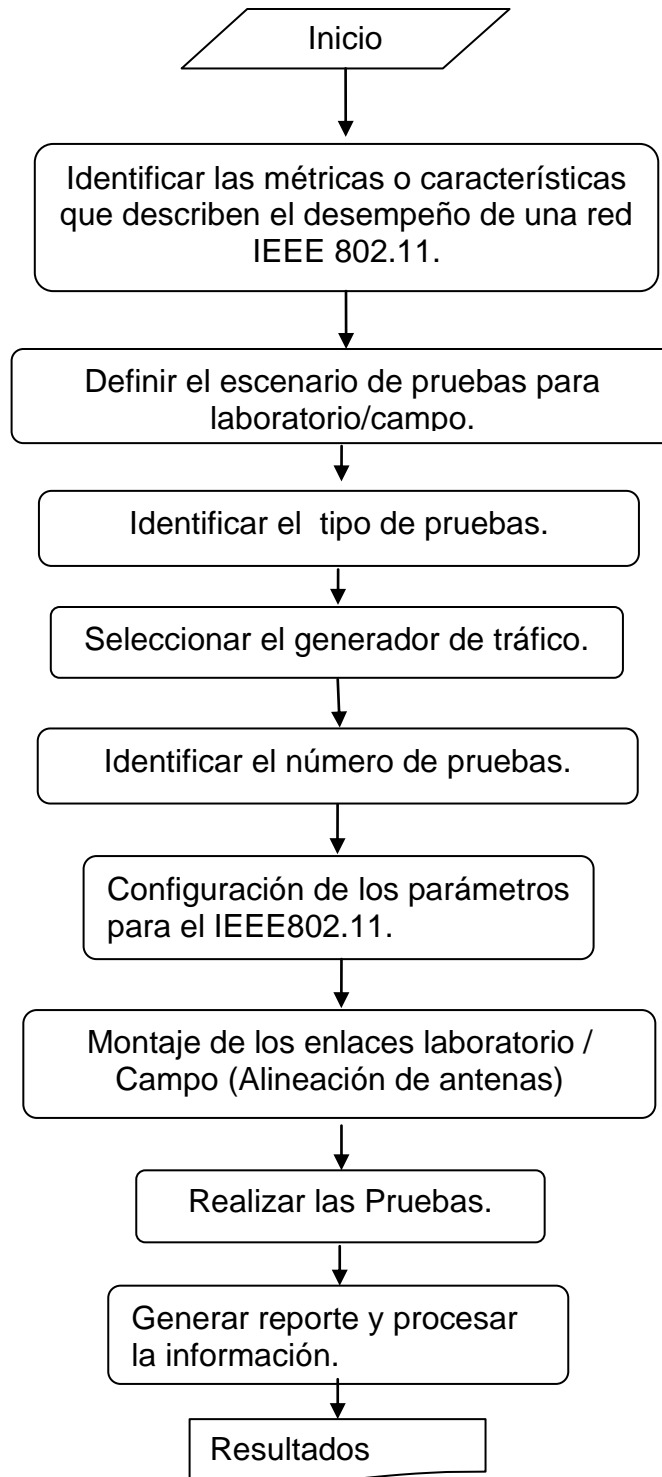 Inicio
Identificar las métricas o características
que describen el desempeño de una red
IEEE 802.11.
Definir el escenario de pruebas para
laboratorio/campo.
Identificar el  tipo de pruebas.
Seleccionar el generador de tráfico.
Identificar el número de pruebas.
Configuración de los parámetros
para el IEEE802.11.
Montaje de los enlaces laboratorio /
Campo (Alineación de antenas)
Realizar las Pruebas.
Generar reporte y procesar
la información.
Resultados